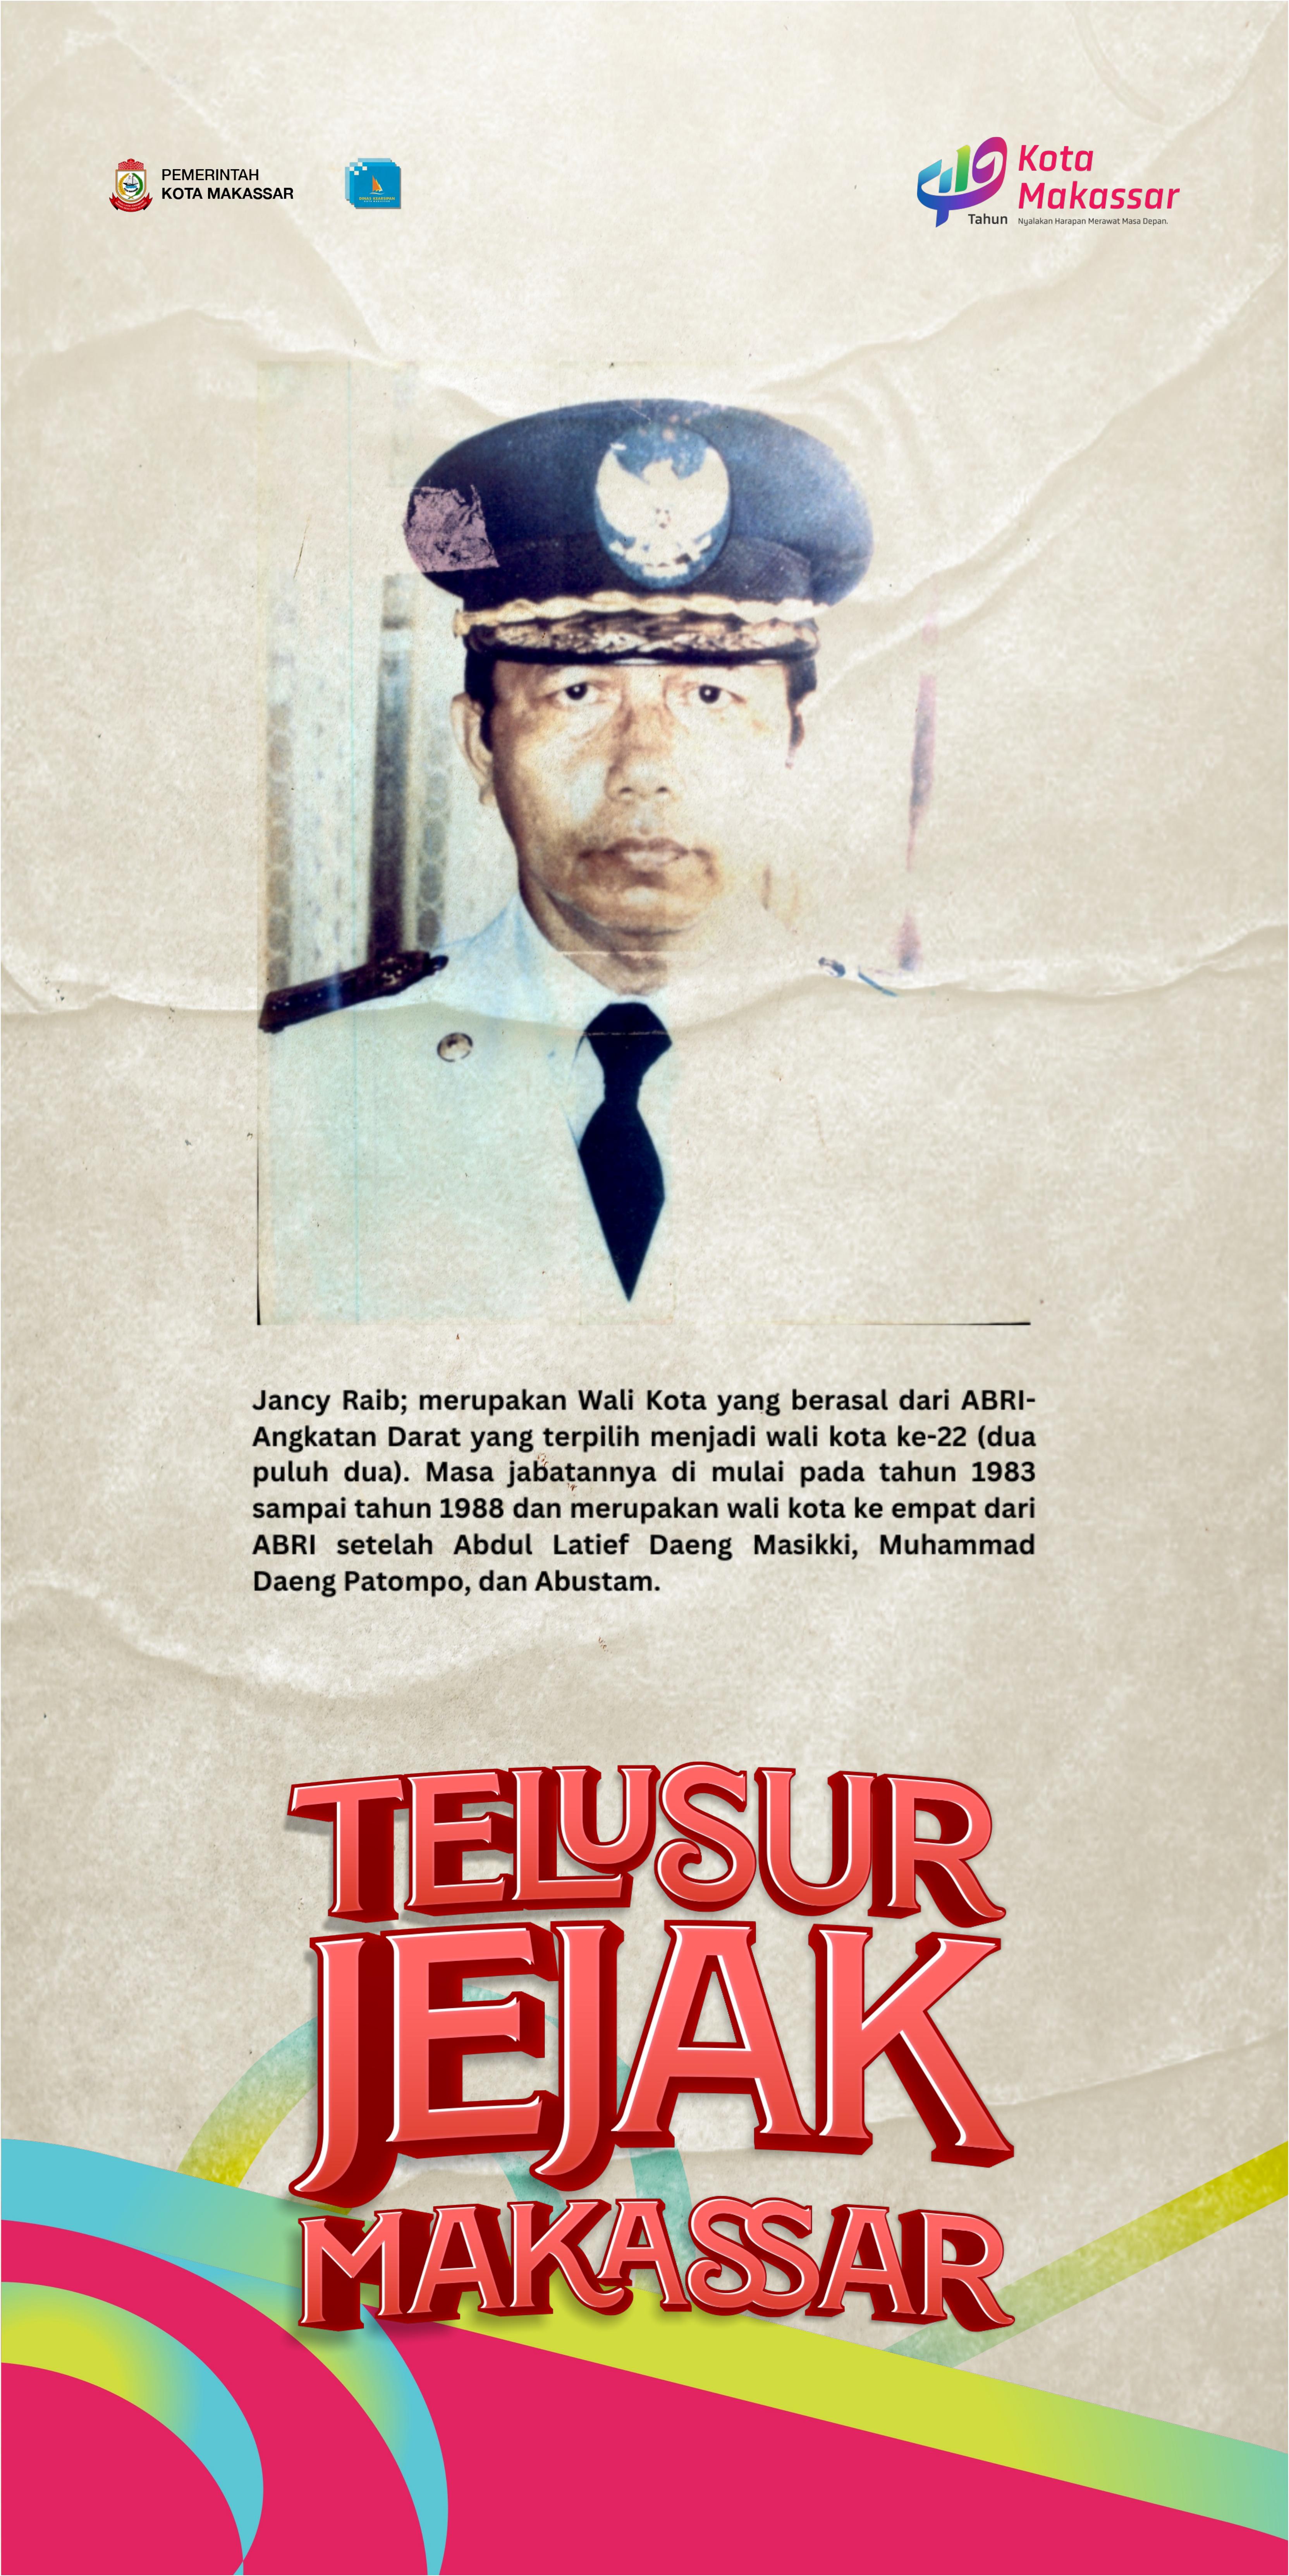 PEMERINTAH
KOTA MAKASSAR
419
Kota
Makassar
Tahun
Nyalakan Harapan Merawat Masa Depan.
Jancy Raib; merupakan Wali Kota yang berasal dari ABRI-
Angkatan Darat yang terpilih menjadi wali kota ke-22 (dua
puluh dua). Masa jabatannya di mulai pada tahun 1983
sampai tahun 1988 dan merupakan wali kota ke empat dari
ABRI setelah Abdul Latief Daeng Masikki, Muhammad
Daeng Patompo, dan Abustam.
TELUSUR
JEJAK
MAKASSAR